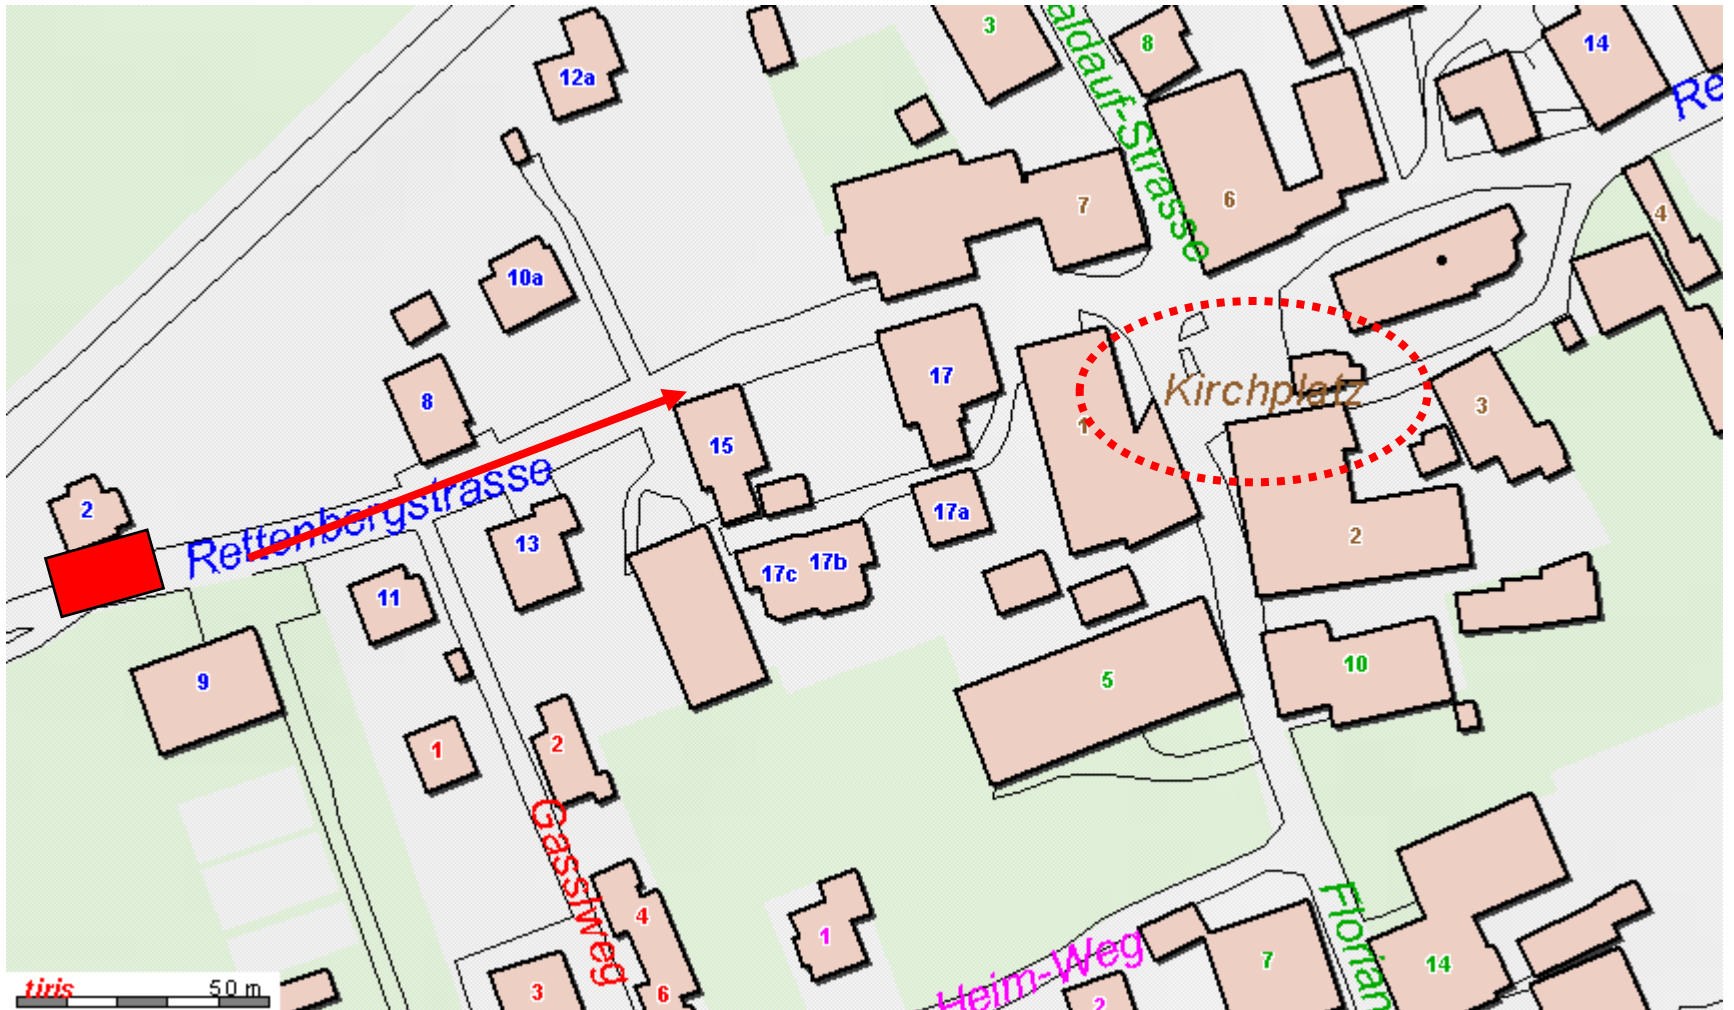 12a
3
aldauf-Strasse
8
14
Re
7
6
4
10a
8
17
Kirchplatz
1
3
15
2
Rettenbergstrasse
17a
2
13
17c
17b
11
9
5
10
1
2
Gasslweg
4
1
Heim-Weg
7
Florian
14
3
6
2
tiris
50 m